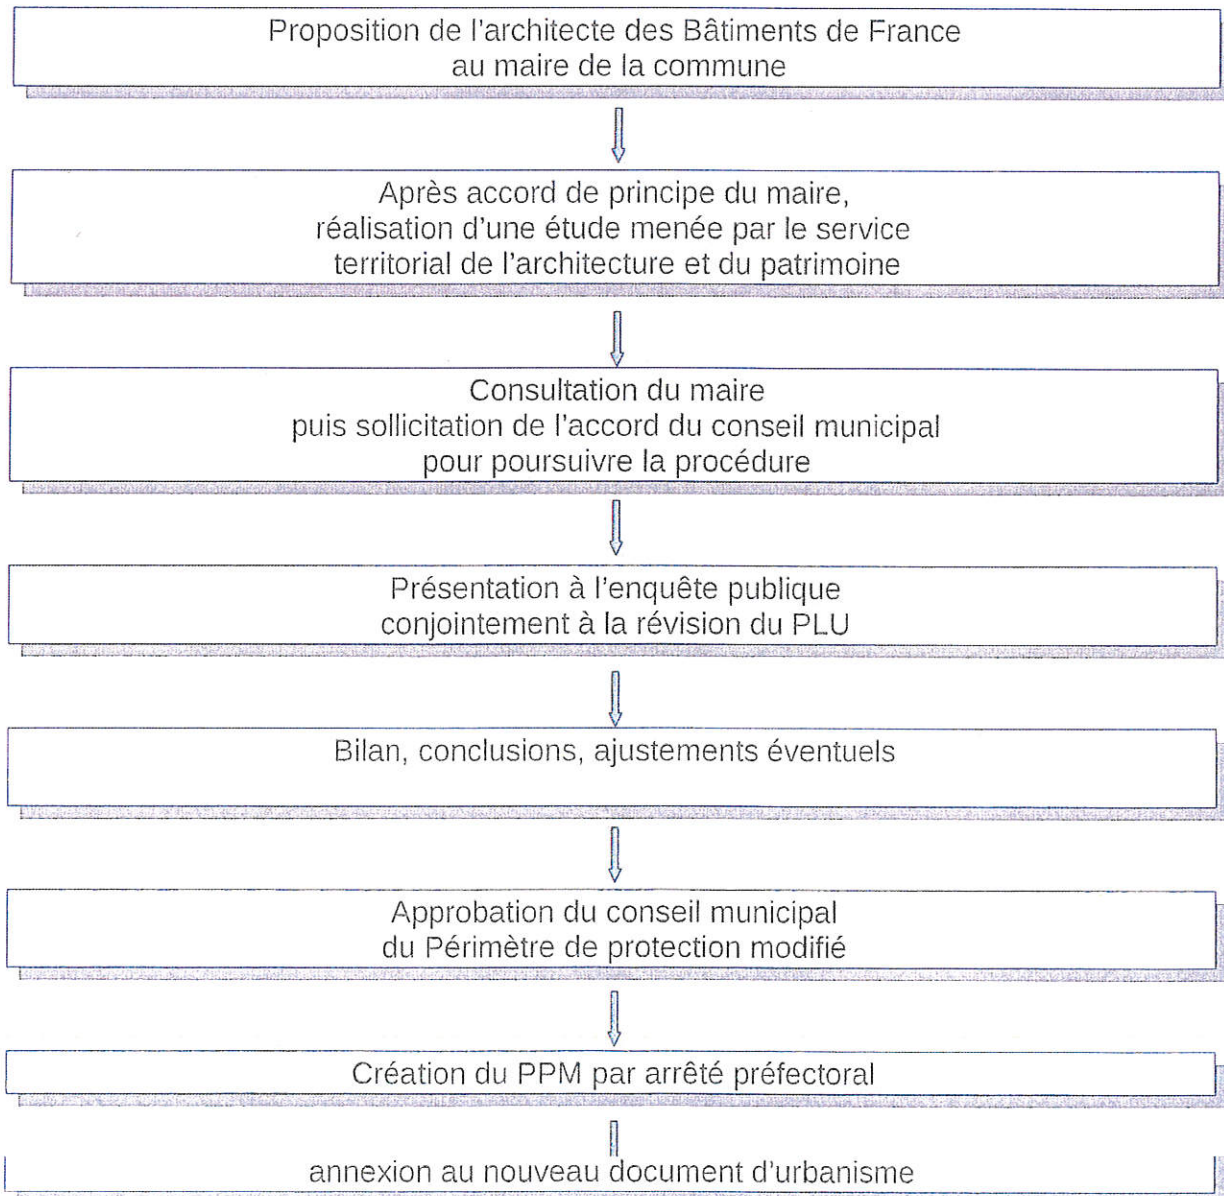 Proposition de l'architecte des Bâtiments de France
au maire de la commune
Après accord de principe du maire,
réalisation d'une étude menée par le service
territorial de l'architecture et du patrimoine
Consultation du maire
puis sollicitation de l'accord du conseil municipal
pour poursuivre la procédure
Présentation à l'enquête publique
conjointement à la révision du PLU
Bilan, conclusions, ajustements éventuels
Approbation du conseil municipal
du Périmètre de protection modifié
Création du PPM par arrêté préfectoral
annexion au nouveau document d'urbanisme